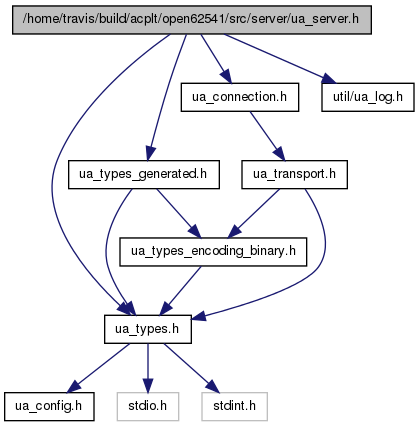 /home/travis/build/acplt/open62541/src/server/ua_server.h
ua_connection.h
util/ua_log.h
ua_types_generated.h
ua_transport.h
ua_types_encoding_binary.h
ua_types.h
ua_config.h
stdio.h
stdint.h